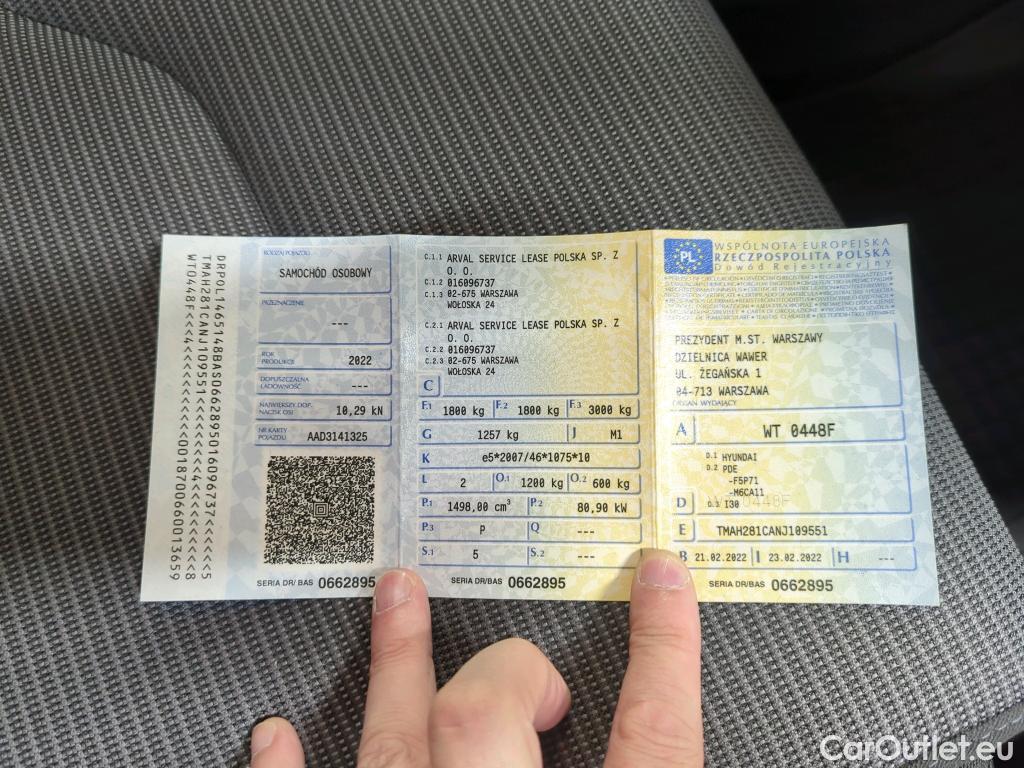 DRPOL1465148BAS0662895016096737<<<<<5
TMAH281CANJ109551<<<<<<<<<<<<<<<<<<<<
WT0448F<<4<<<<<<<<<<
RODZAJ POJAZDU
SAMOCHÓD OSOBOWY
PRZEZNACZENIE
---
ROK PRODUKCJI 2022
DOPUSZCZALNA ŁADOWNOŚĆ ---
NAJWIĘKSZY DOP. NACISK OSI 10,29 kN
NR KARTY POJAZDU AAD3141325
SERIA DR/BAS 0662895
C.1.1 ARVAL SERVICE LEASE POLSKA SP. Z
O. O.
C.1.2 016096737
C.1.3 02-675 WARSZAWA
WOŁOSKA 24
C.2.1 ARVAL SERVICE LEASE POLSKA SP. Z
O. O.
C.2.2 016096737
C.2.3 02-675 WARSZAWA
WOŁOSKA 24
C
F.1 1800 kg F.2 1800 kg F.3 3000 kg
G 1257 kg J M1
K e5*2007/46*1075*10
L 2 O.1 1200 kg O.2 600 kg
P.1 1498,00 cm³ P.2 80,90 kW
P.3 P Q ---
S.1 5 S.2 ---
SERIA DR/BAS 0662895
PL
WSPÓLNOTA EUROPEJSKA
RZECZPOSPOLITA POLSKA
Dowód Rejestracyjny
PREZYDENT M.ST. WARSZAWY
DZIELNICA WAWER
UL. ŻEGAŃSKA 1
04-713 WARSZAWA
ORGAN WYDAJĄCY
A WT 0448F
D.1 HYUNDAI
D.2 PDE
-F5P71
-M6CA11
D D.3 I30
E TMAH281CANJ109551
B 21.02.2022 I 23.02.2022 H ---
SERIA DR/BAS 0662895
CarOutlet.eu